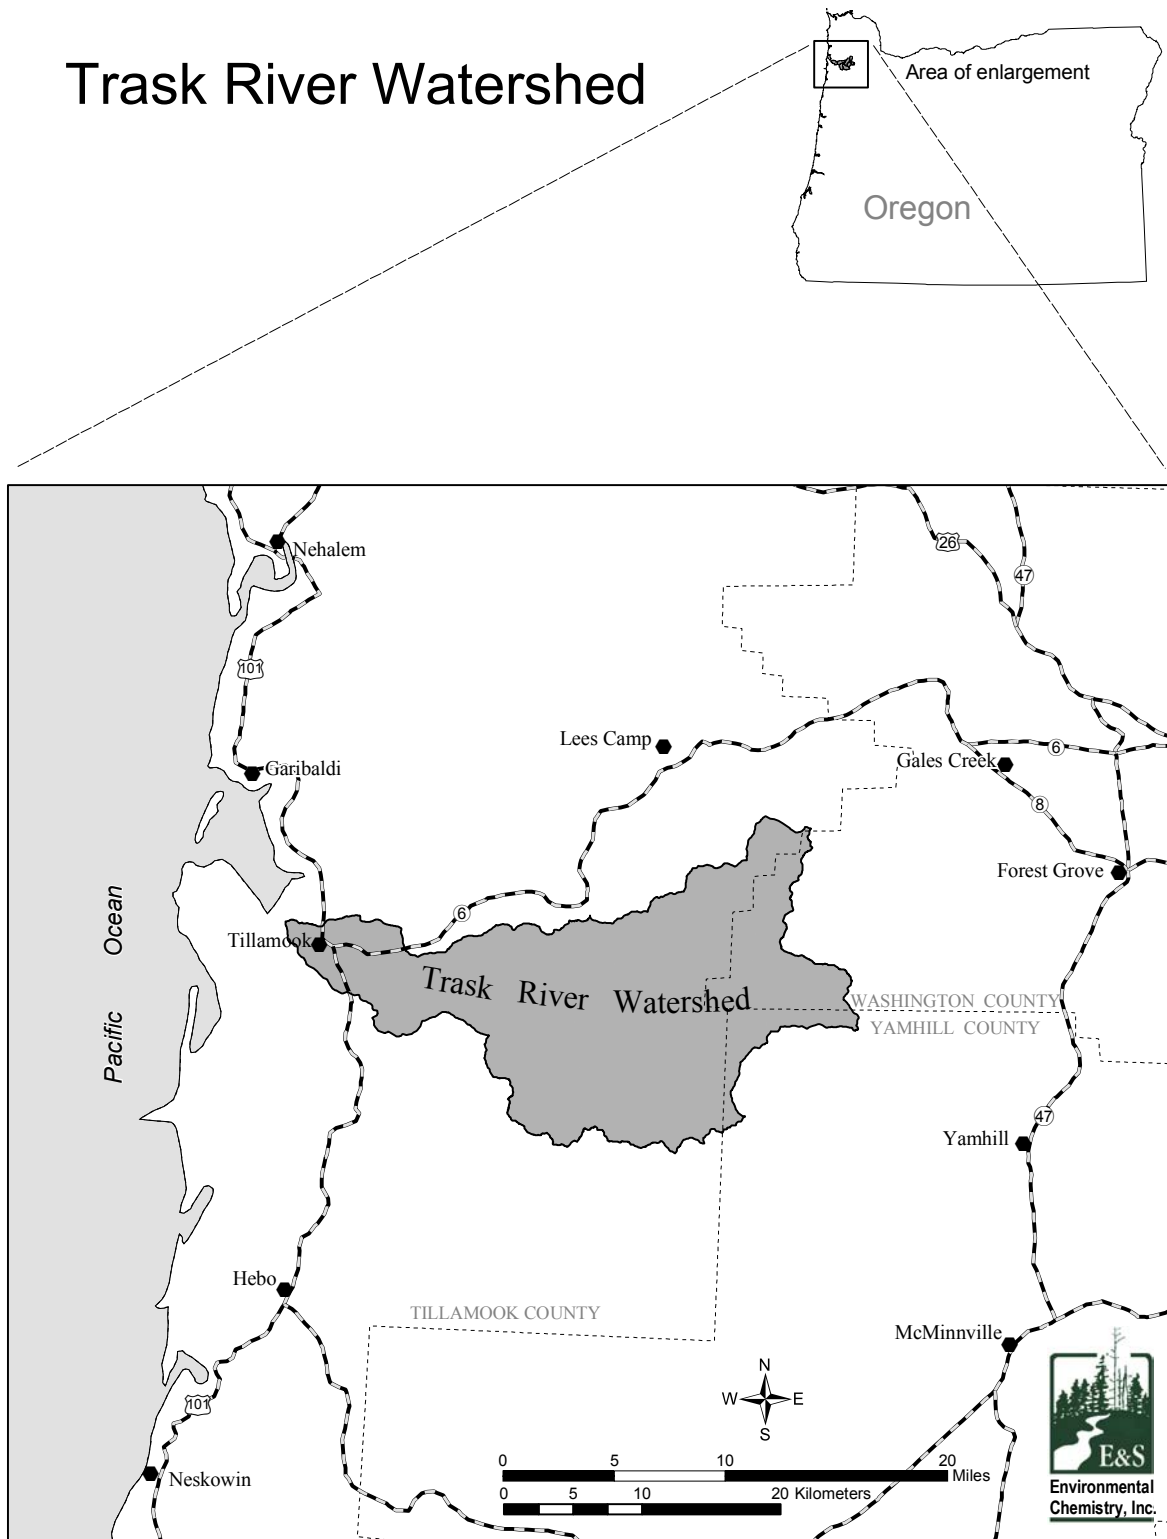 Trask River Watershed
Area of enlargement
Oregon
Nehalem
26
47
101
Lees Camp
6
Garibaldi
Gales Creek
8
Forest Grove
6
Tillamook
Pacific Ocean
Trask River Watershed
WASHINGTON COUNTY
YAMHILL COUNTY
47
Yamhill
Hebo
TILLAMOOK COUNTY
McMinnville
N
W E
S
101
Neskowin
0 5 10 20 Miles
0 5 10 20 Kilometers
E&S
Environmental
Chemistry, Inc.